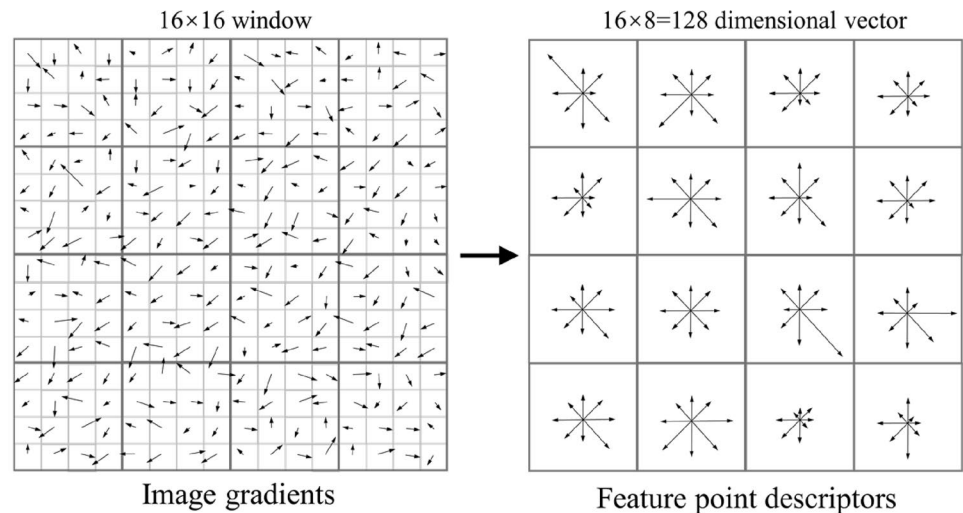 16×16 window
16×8=128 dimensional vector
Image gradients
Feature point descriptors